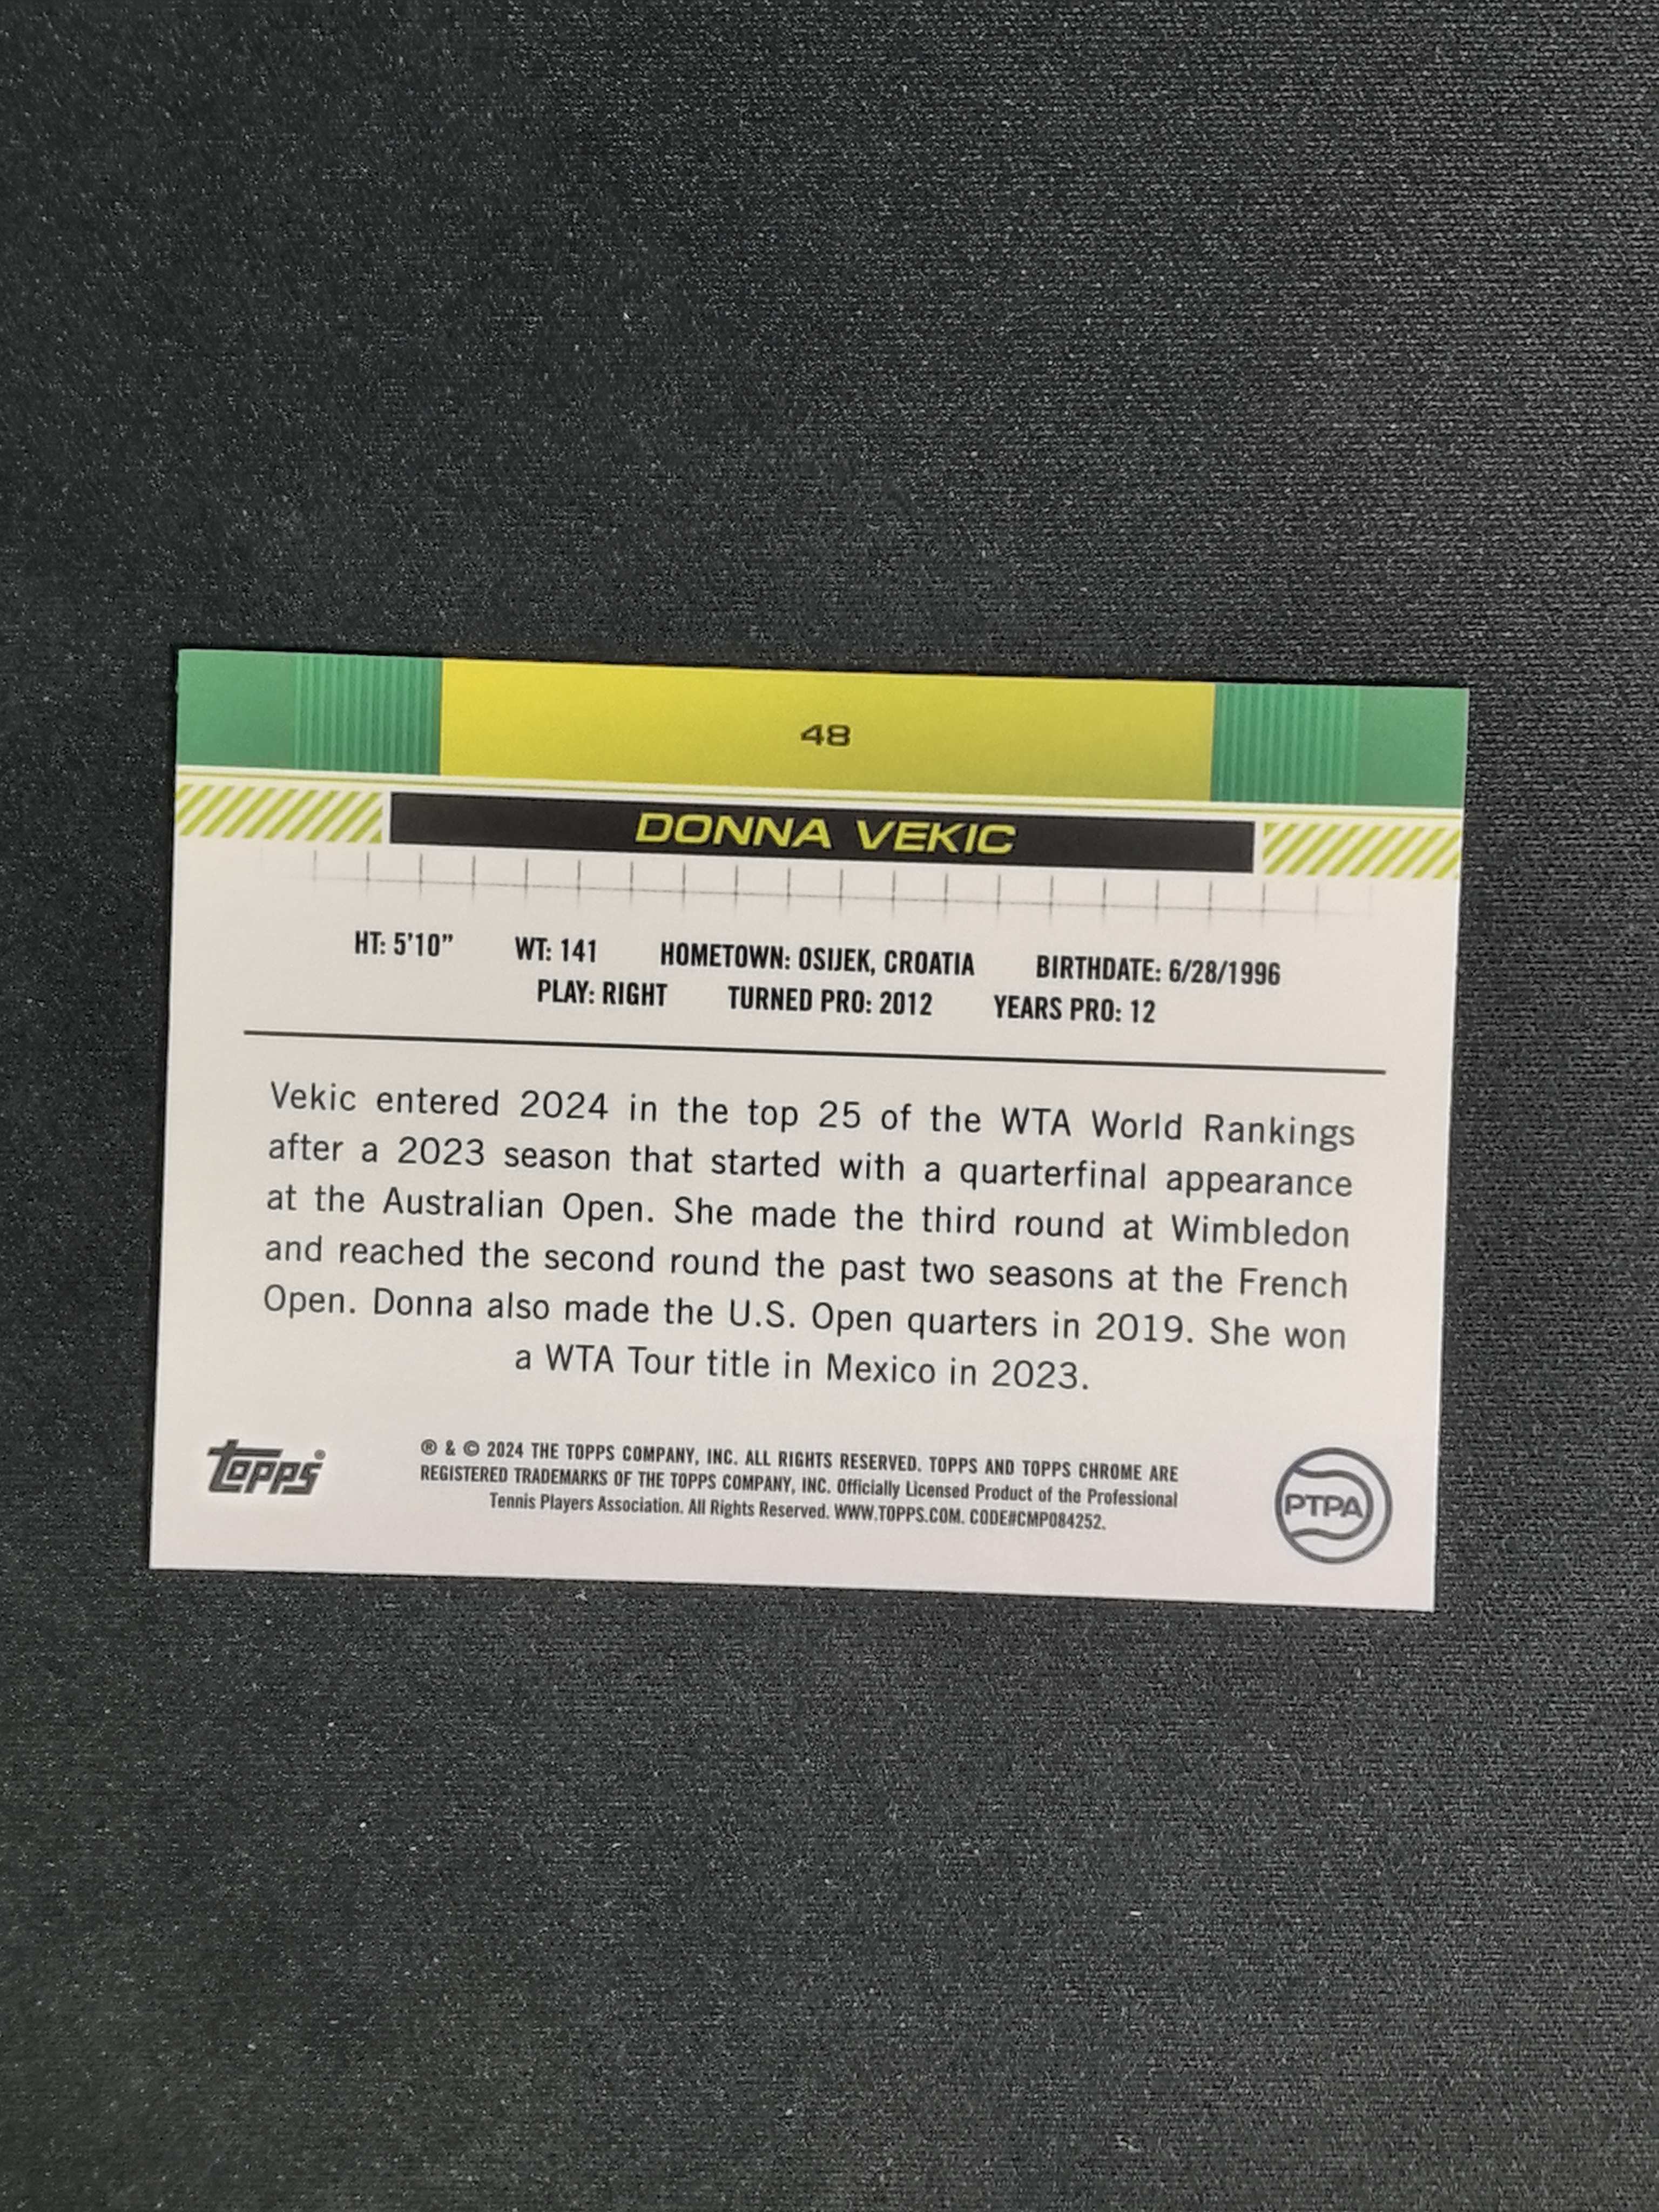 48
DONNA VEKIC
HT: 5'10" WT: 141 HOMETOWN: OSIJEK, CROATIA BIRTHDATE: 6/28/1996
PLAY: RIGHT TURNED PRO: 2012 YEARS PRO: 12
Vekic entered 2024 in the top 25 of the WTA World Rankings
after a 2023 season that started with a quarterfinal appearance
at the Australian Open. She made the third round at Wimbledon
and reached the second round the past two seasons at the French
Open. Donna also made the U.S. Open quarters in 2019. She won
a WTA Tour title in Mexico in 2023.
Topps®
® & © 2024 THE TOPPS COMPANY, INC. ALL RIGHTS RESERVED. TOPPS AND TOPPS CHROME ARE
REGISTERED TRADEMARKS OF THE TOPPS COMPANY, INC. Officially Licensed Product of the Professional
Tennis Players Association. All Rights Reserved. WWW.TOPPS.COM. CODE#CMP084252.
PTPA